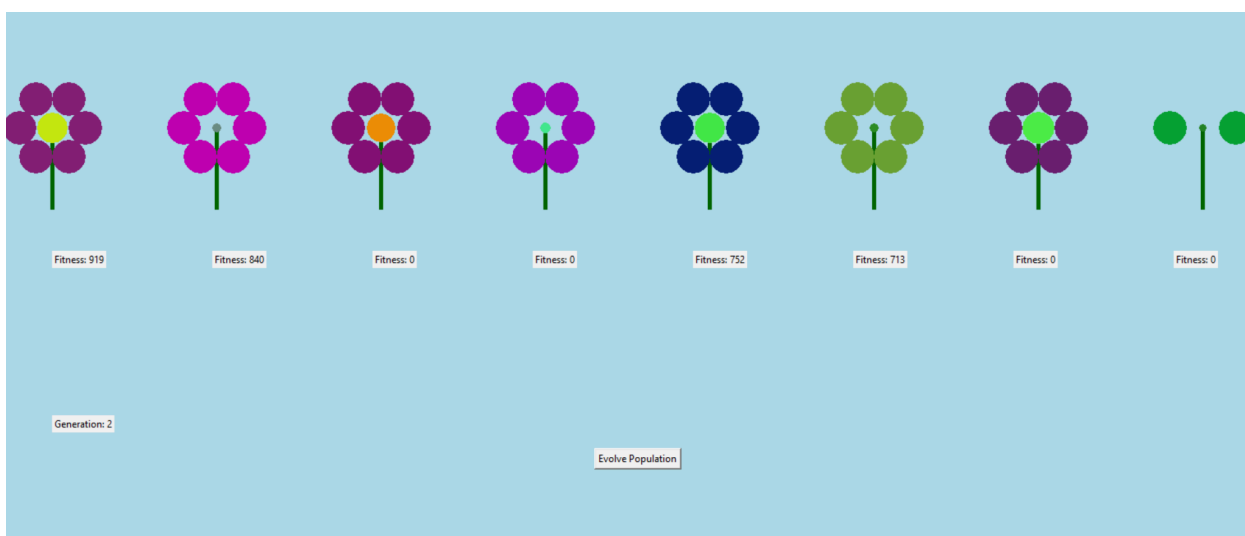 Fitness: 919
Fitness: 840
Fitness: 0
Fitness: 0
Fitness: 752
Fitness: 713
Fitness: 0
Fitness: 0
Generation: 2
Evolve Population